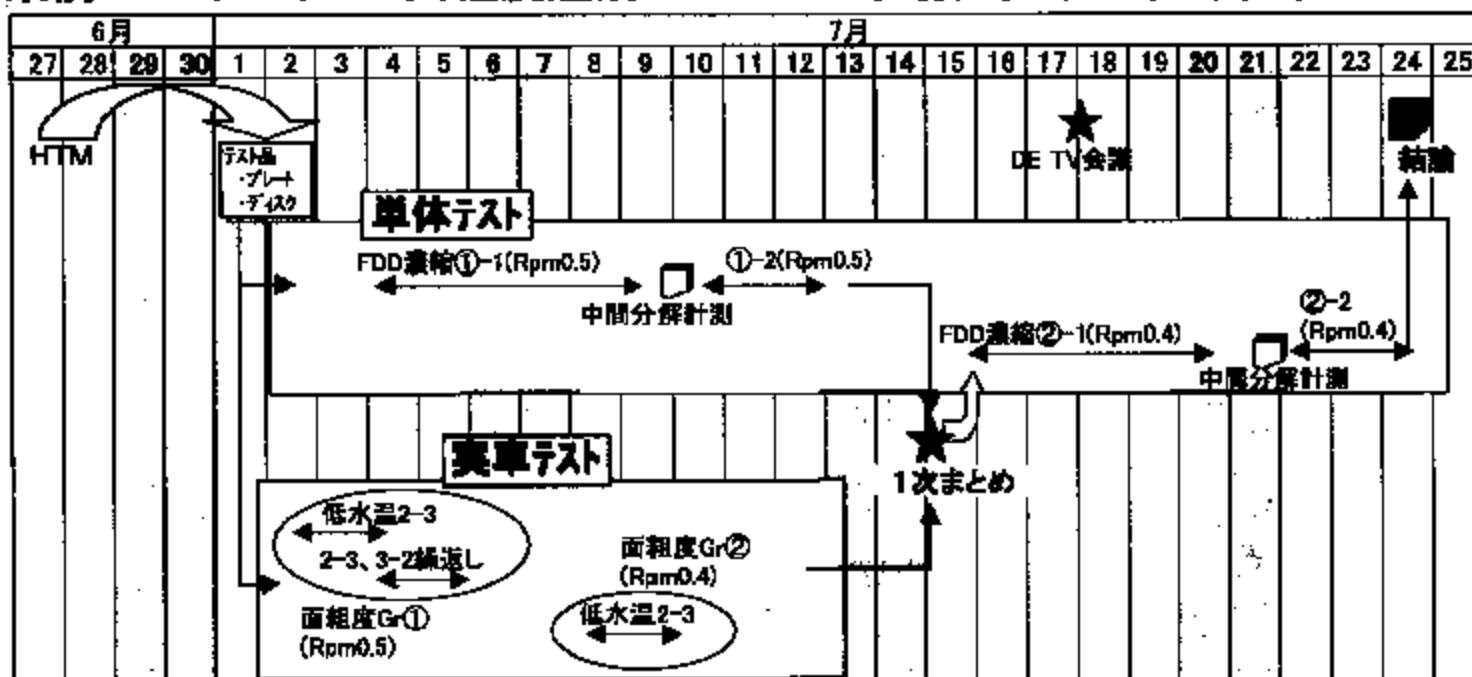 6月 7月
27 28 29 30 1 2 3 4 5 6 7 8 9 10 11 12 13 14 15 16 17 18 19 20 21 22 23 24 25
HTM
テスト品
・プレート
・ディスク
DE TV会議
結論
単体テスト
FDD濃縮①-1(Rpm0.5)
①-2(Rpm0.5)
中間分解計測
FDD濃縮②-1(Rpm0.4)
②-2
(Rpm0.4)
中間分解計測
実車テスト
1次まとめ
低水温2-3
2-3、3-2繰返し
面粗度Gr①
(Rpm0.5)
面粗度Gr②
(Rpm0.4)
低水温2-3